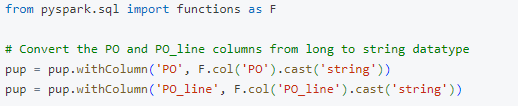 from pyspark.sql import functions as F
# Convert the PO and PO_line columns from long to string datatype
pup = pup.withColumn('PO', F.col('PO').cast('string'))
pup = pup.withColumn('PO_line', F.col('PO_line').cast('string'))